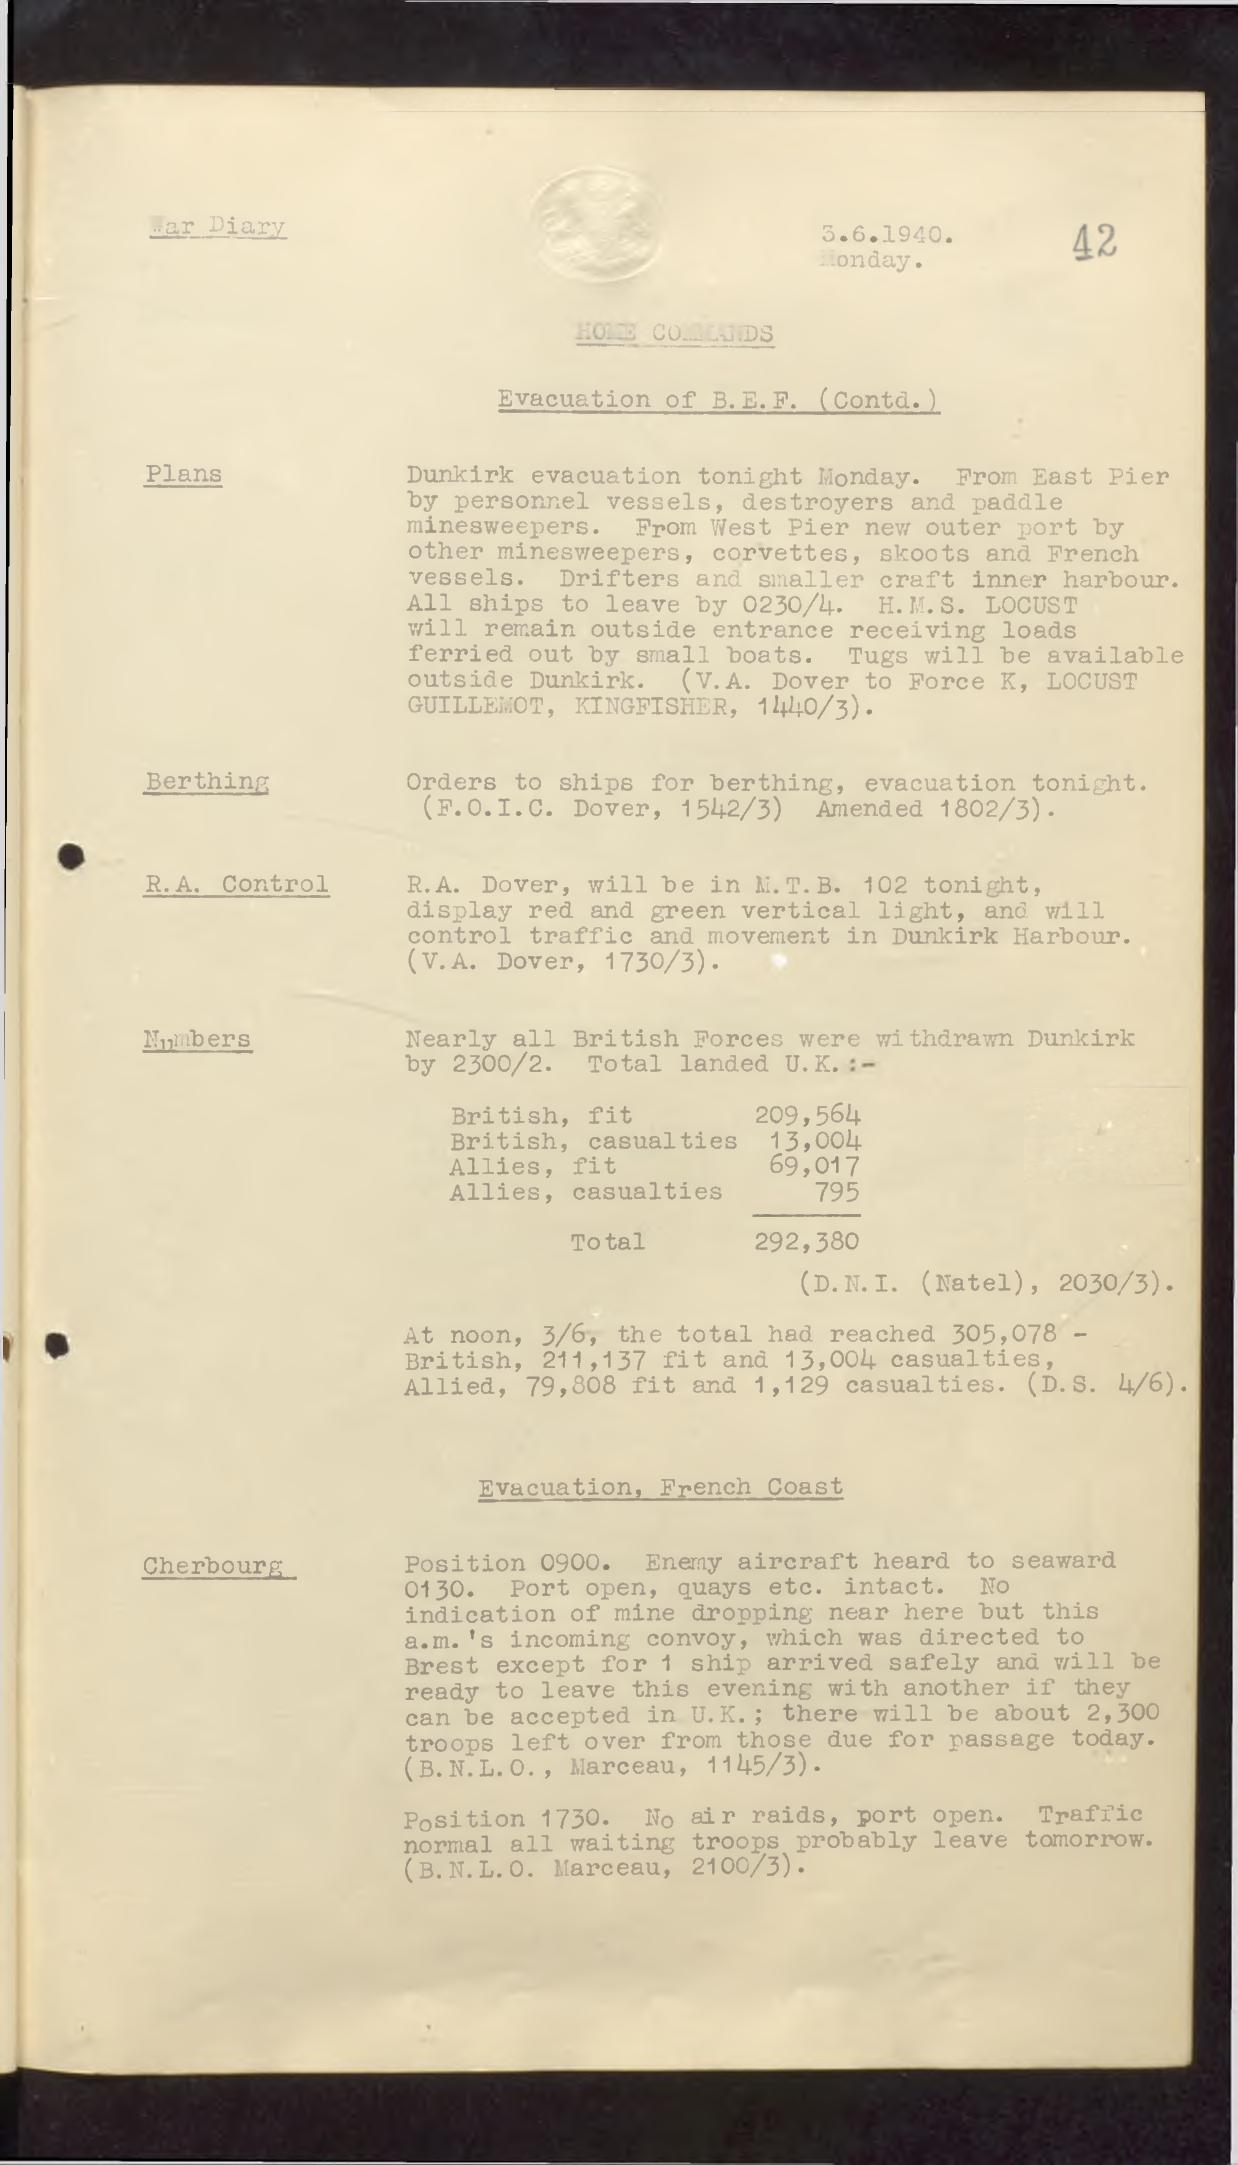 War Diary
3.6.1940.
Monday.
42
HOME COMMANDS
Evacuation of B.E.F. (Contd.)
Plans
Dunkirk evacuation tonight Monday. From East Pier
by personnel vessels, destroyers and paddle
minesweepers. From West Pier new outer port by
other minesweepers, corvettes, skoots and French
vessels. Drifters and smaller craft inner harbour.
All ships to leave by 0230/4. H.M.S. LOCUST
will remain outside entrance receiving loads
ferried out by small boats. Tugs will be available
outside Dunkirk. (V.A. Dover to Force K, LOCUST
GUILLEMOT, KINGFISHER, 1440/3).
Berthing
Orders to ships for berthing, evacuation tonight.
(F.O.I.C. Dover, 1542/3) Amended 1802/3).
R.A. Control
R.A. Dover, will be in M.T.B. 102 tonight,
display red and green vertical light, and will
control traffic and movement in Dunkirk Harbour.
(V.A. Dover, 1730/3).
Numbers
Nearly all British Forces were withdrawn Dunkirk
by 2300/2. Total landed U.K.:-
British, fit 209,564
British, casualties 13,004
Allies, fit 69,017
Allies, casualties 795
Total 292,380
(D.N.I. (Natel), 2030/3).
At noon, 3/6, the total had reached 305,078 -
British, 211,137 fit and 13,004 casualties,
Allied, 79,808 fit and 1,129 casualties. (D.S. 4/6).
Evacuation, French Coast
Cherbourg
Position 0900. Enemy aircraft heard to seaward
0130. Port open, quays etc. intact. No
indication of mine dropping near here but this
a.m.'s incoming convoy, which was directed to
Brest except for 1 ship arrived safely and will be
ready to leave this evening with another if they
can be accepted in U.K.; there will be about 2,300
troops left over from those due for passage today.
(B.N.L.O., Marceau, 1145/3).
Position 1730. No air raids, port open. Traffic
normal all waiting troops probably leave tomorrow.
(B.N.L.O. Marceau, 2100/3).